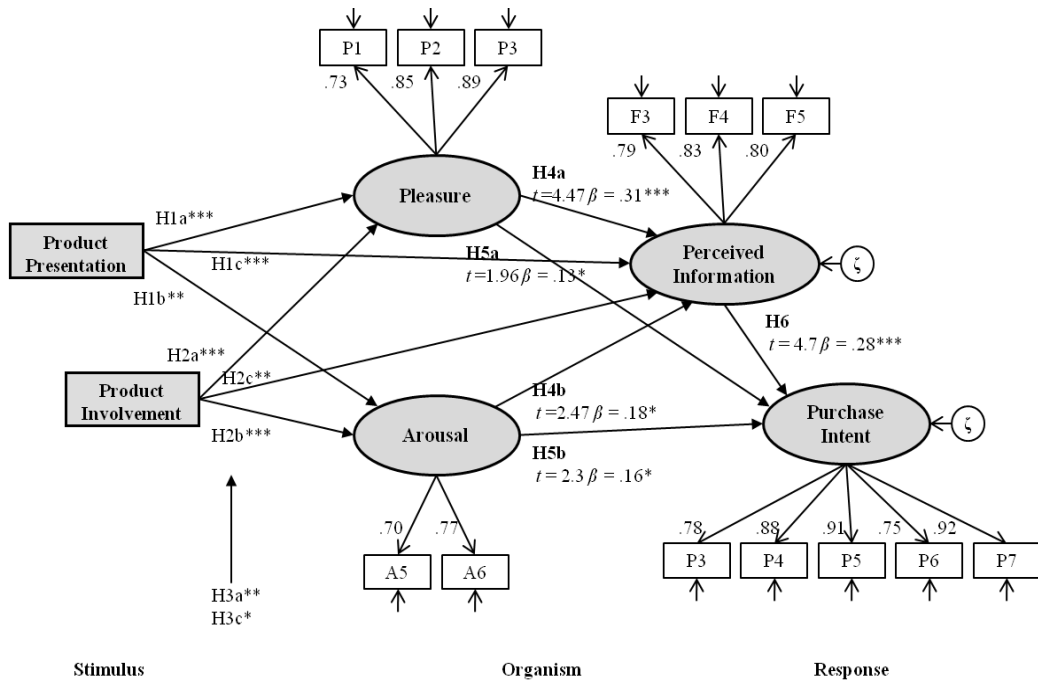 P1
P2
P3
.73
.85
.89
F3
F4
F5
.79
.83
.80
Pleasure
H4a
t=4.47 β = .31***
Product
Presentation
H1a***
H1c***
H1b**
H5a
t=1.96 β = .13*
Perceived
Information
ζ
H6
t = 4.7 β = .28***
H2a***
H2c**
H2b***
Product
Involvement
Arousal
H4b
t=2.47 β = .18*
H5b
t = 2.3 β = .16*
Purchase
Intent
ζ
.70
.77
A5
A6
.78
.88
.91
.75
.92
P3
P4
P5
P6
P7
H3a**
H3c*
Stimulus
Organism
Response